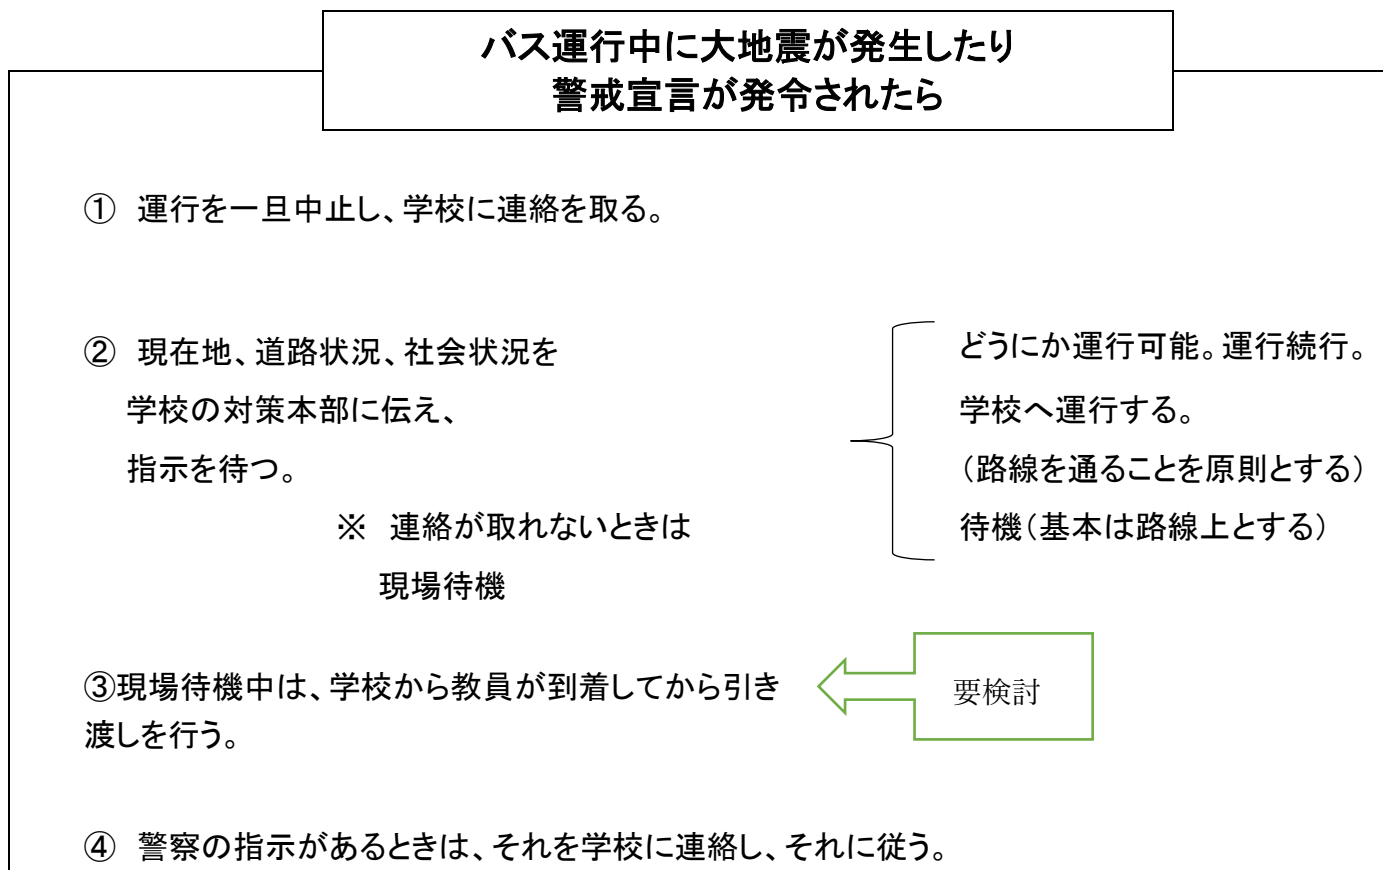 バス運行中に大地震が発生したり
警戒宣言が発令されたら
① 運行を一旦中止し、学校に連絡を取る。
② 現在地、道路状況、社会状況を
学校の対策本部に伝え、
指示を待つ。
※ 連絡が取れないときは
現場待機
どうにか運行可能。運行続行。
学校へ運行する。
(路線を通ることを原則とする)
待機(基本は路線上とする)
③現場待機中は、学校から教員が到着してから引き
渡しを行う。
要検討
④ 警察の指示があるときは、それを学校に連絡し、それに従う。